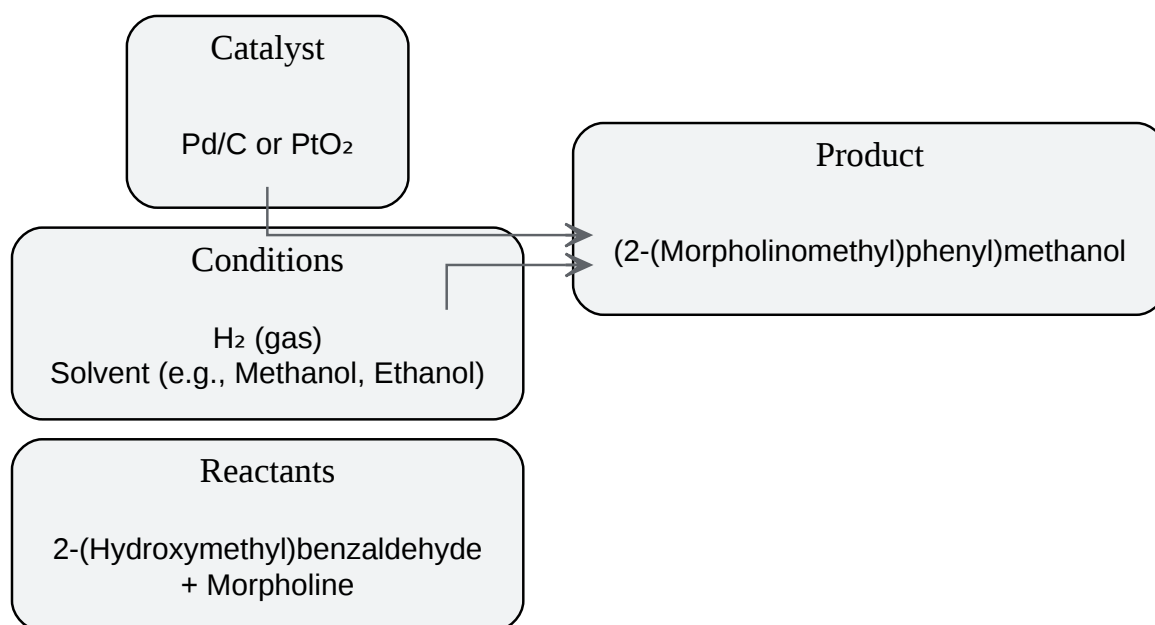 Catalyst
Pd/C or PtO₂
Conditions
H₂ (gas)
Solvent (e.g., Methanol, Ethanol)
Reactants
2-(Hydroxymethyl)benzaldehyde
+ Morpholine
Product
(2-(Morpholinomethyl)phenyl)methanol